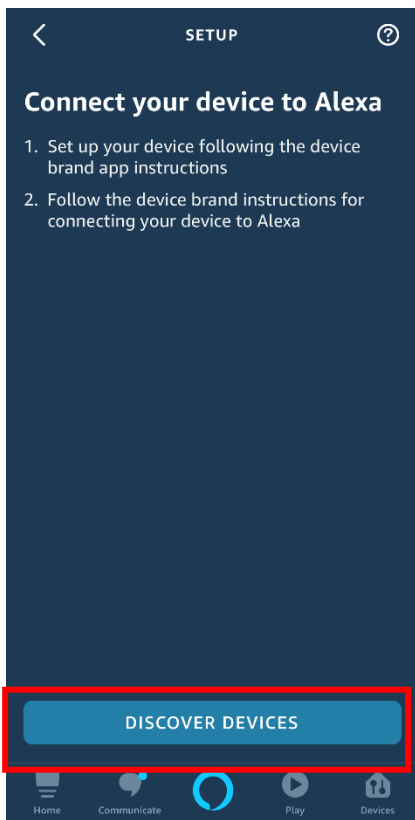 SETUP
?
Connect your device to Alexa
1. Set up your device following the device
brand app instructions
2. Follow the device brand instructions for
connecting your device to Alexa
DISCOVER DEVICES
Home Communicate Play Devices